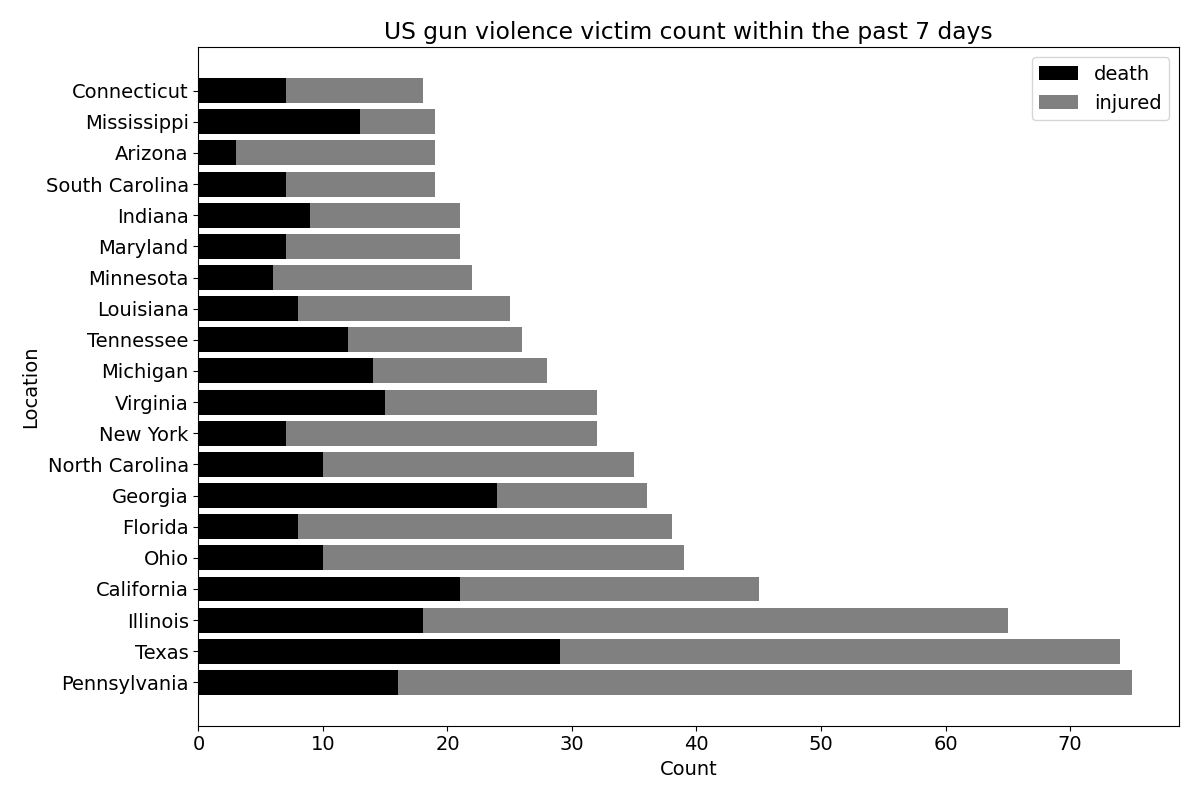 US gun violence victim count within the past 7 days
death
injured
Connecticut
Mississippi
Arizona
South Carolina
Indiana
Maryland
Minnesota
Louisiana
Tennessee
Michigan
Virginia
New York
North Carolina
Georgia
Florida
Ohio
California
Illinois
Texas
Pennsylvania
Location
0 10 20 30 40 50 60 70
Count